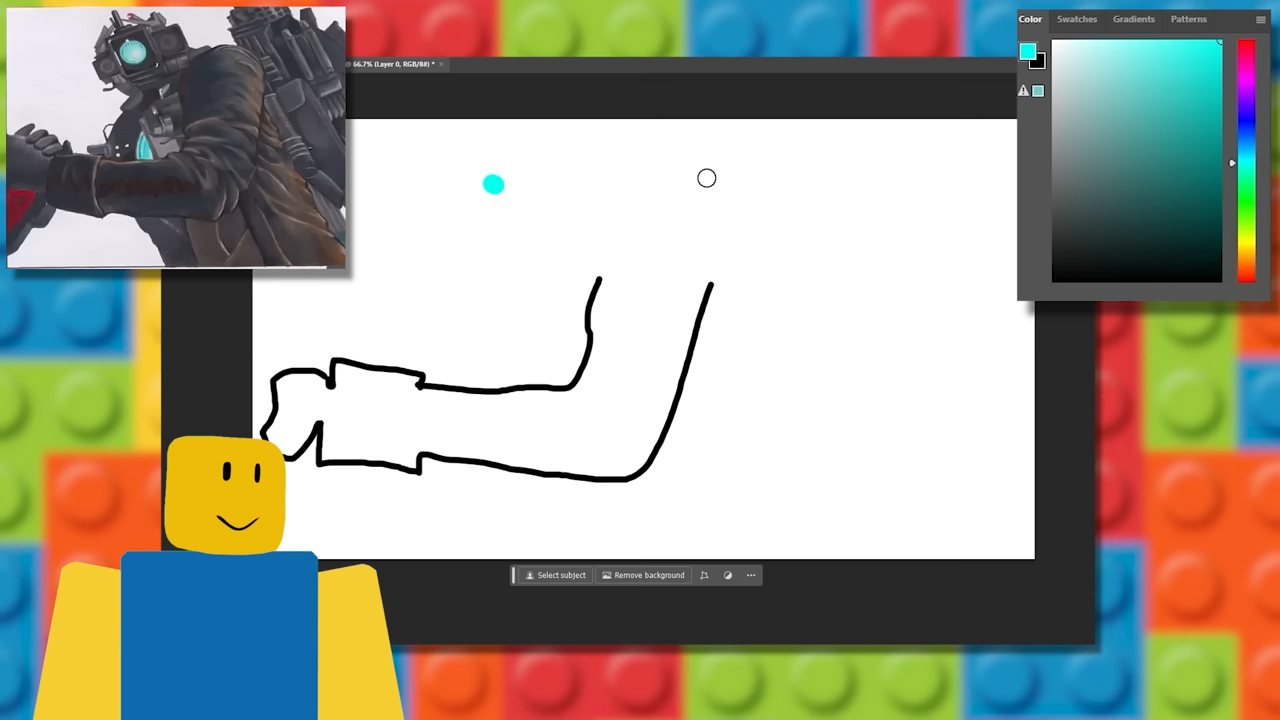 Color Swatches Gradients Patterns
66.7% (Layer 0, RGB/8#) * ×
Select subject Remove background